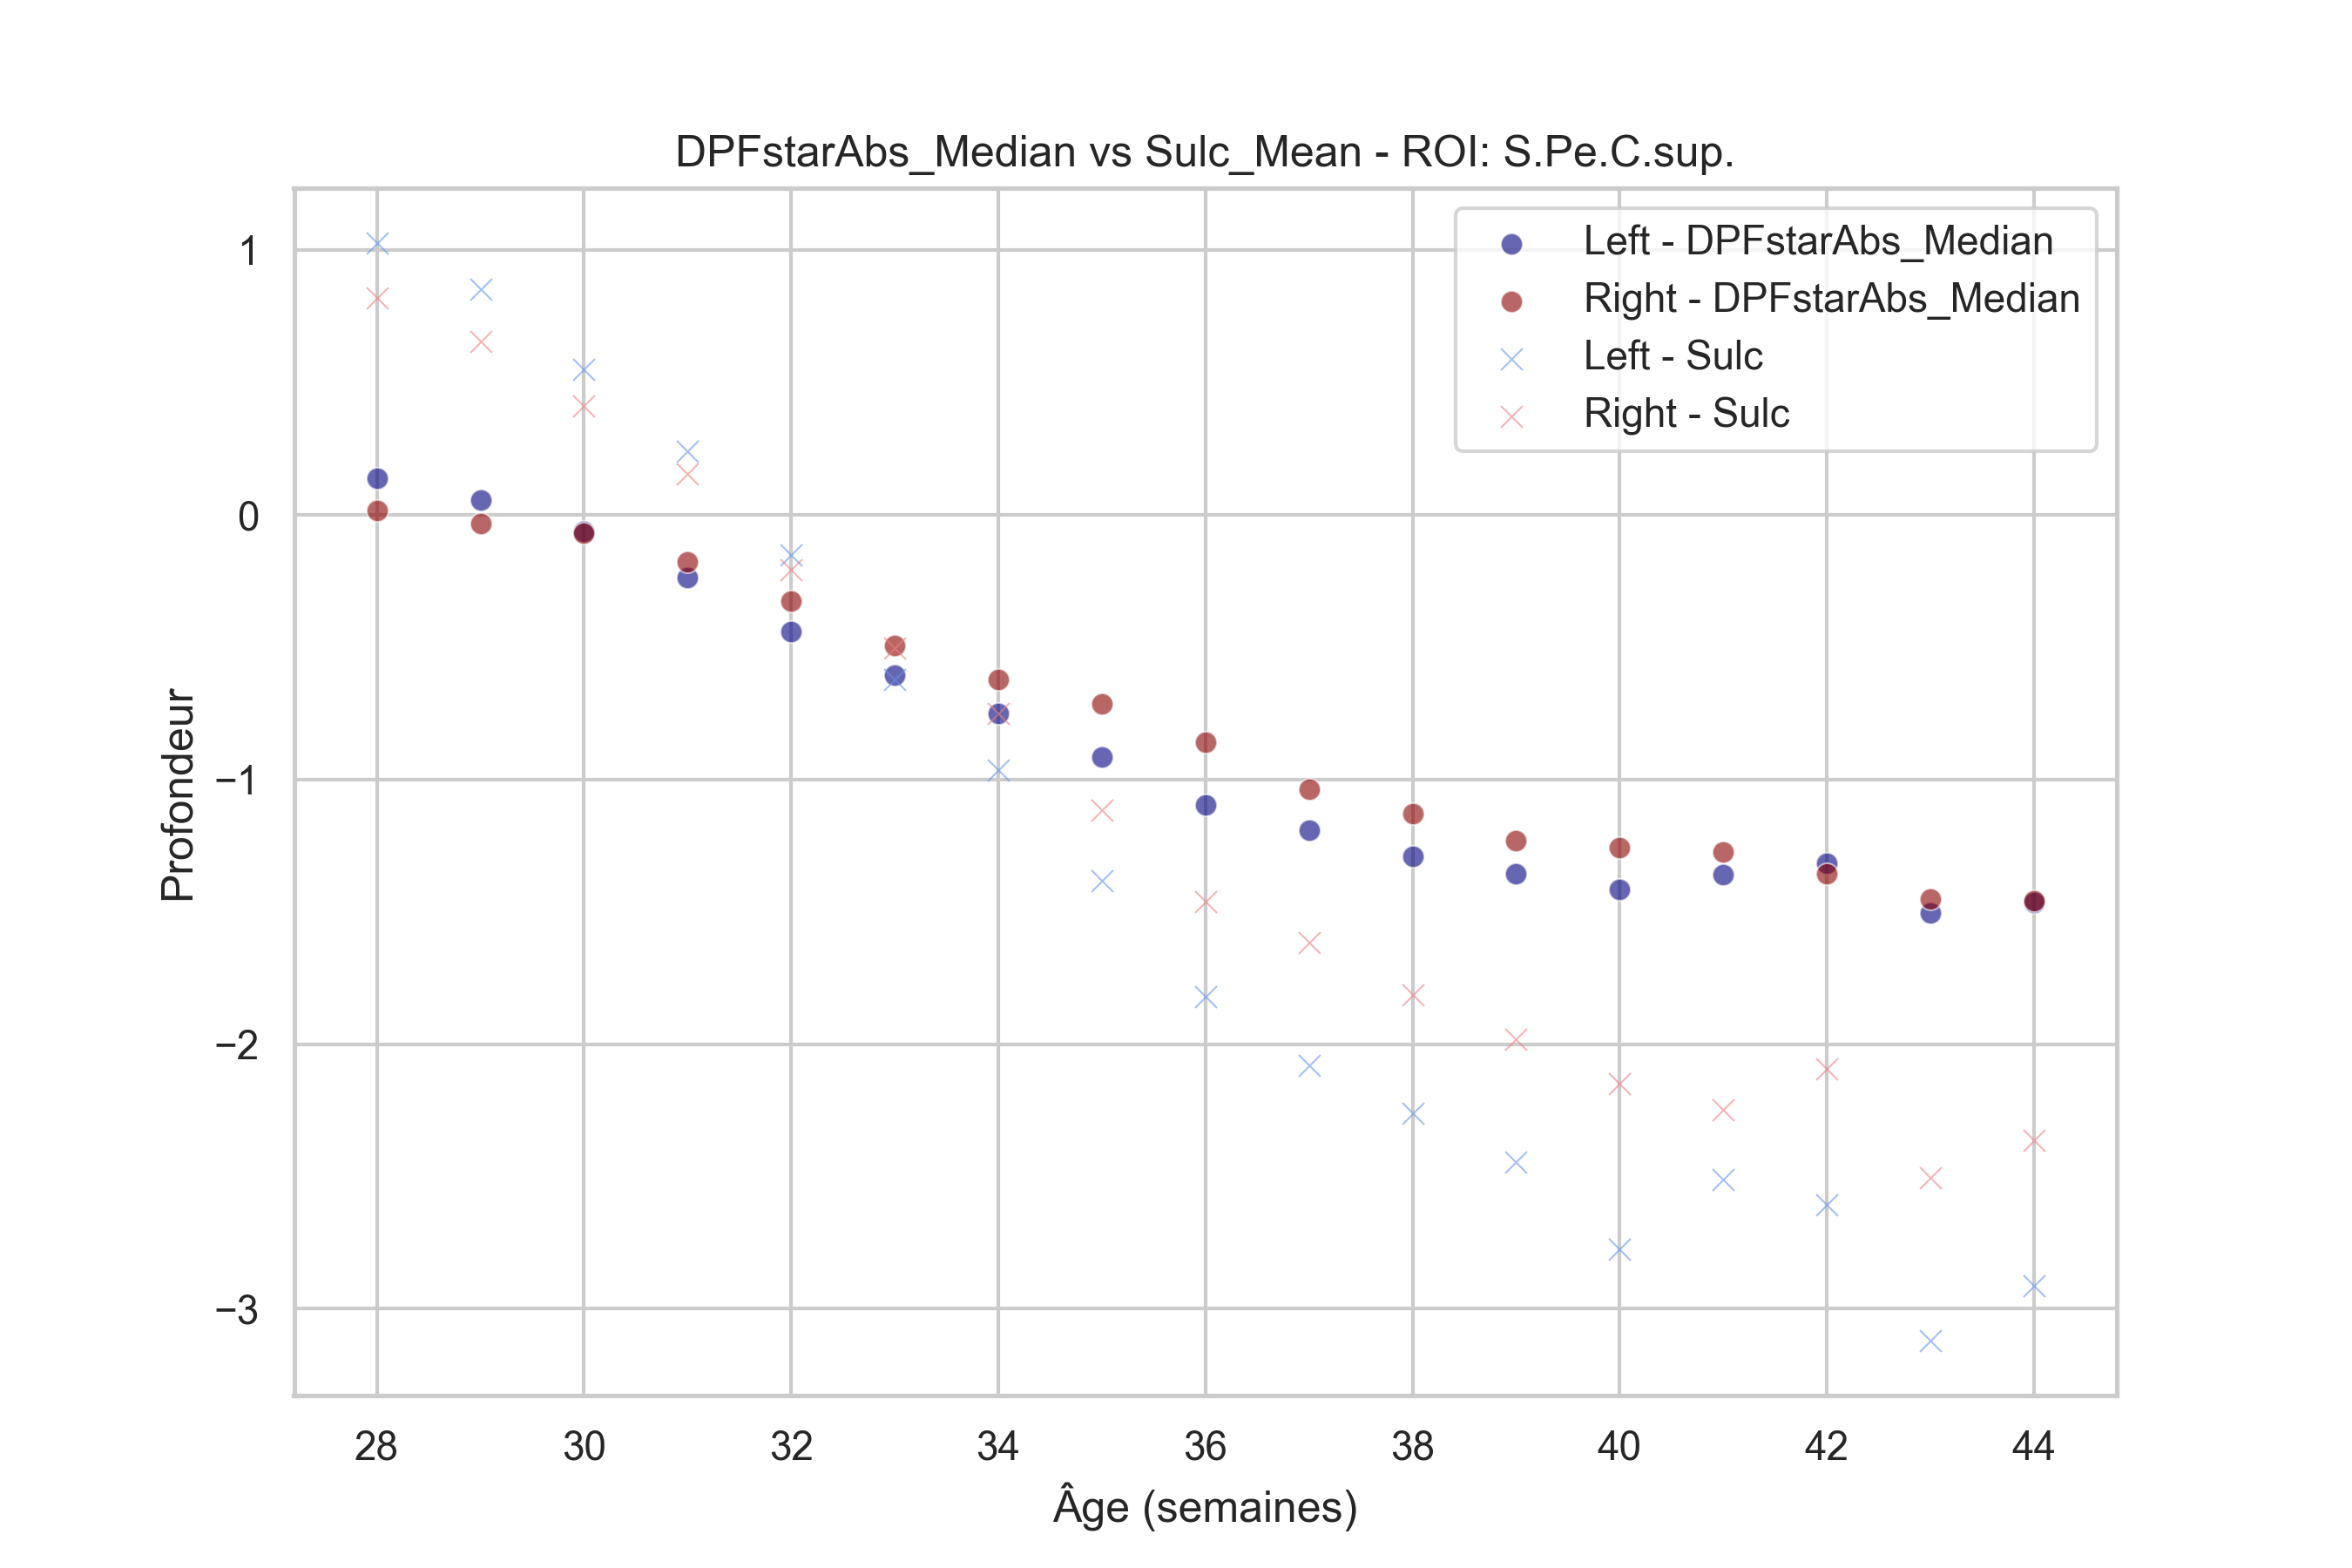 DPFstarAbs_Median vs Sulc_Mean - ROI: S.Pe.C.sup.
Left - DPFstarAbs_Median
Right - DPFstarAbs_Median
Left - Sulc
Right - Sulc
1
0
−1
−2
−3
Profondeur
28 30 32 34 36 38 40 42 44
Âge (semaines)